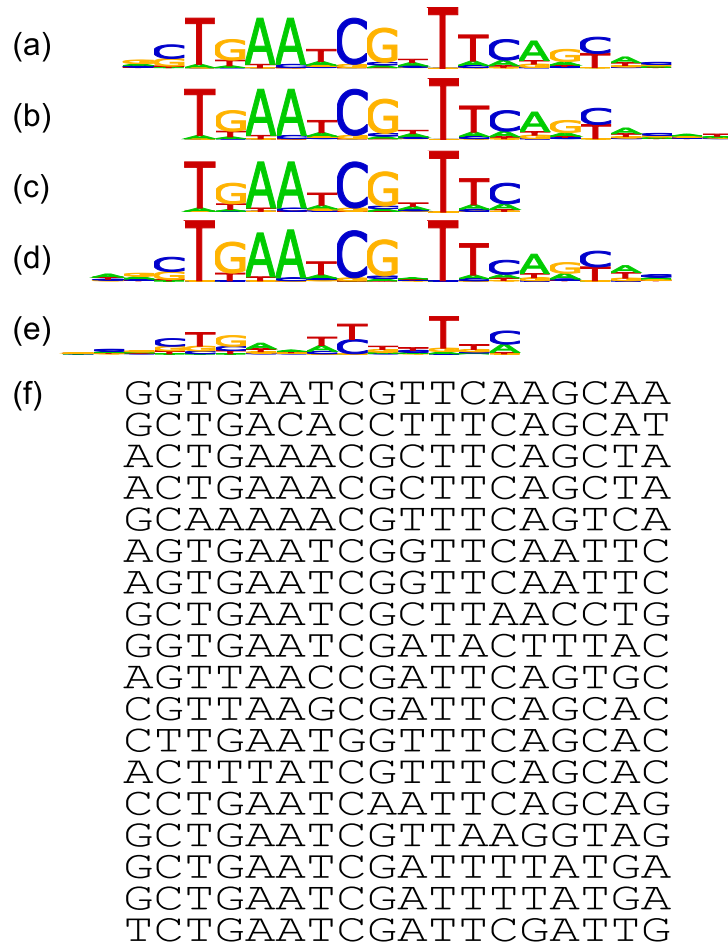 (a)
(b)
(c)
(d)
(e)
(f)
GGTGAATCGTTCAAGCAA
GCTGACACCTTTCAGCAT
ACTGAAACGCTTCAGCTA
ACTGAAACGCTTCAGCTA
GCAAAAACGTTTCAGTCA
AGTGAATCGGTTCAATTC
AGTGAATCGGTTCAATTC
GCTGAATCGCTTAACCTG
GGTGAATCGATACTTTAC
AGTTAACCGATTCAGTGC
CGTTAAGCGATTCAGCAC
CTTGAATGGTTTCAGCAC
ACTTTATCGTTTCAGCAC
CCTGAATCAATTCAGCAG
GCTGAATCGTTAAGGTAG
GCTGAATCGATTTTATGA
GCTGAATCGATTTTATGA
TCTGAATCGATTCGATTG